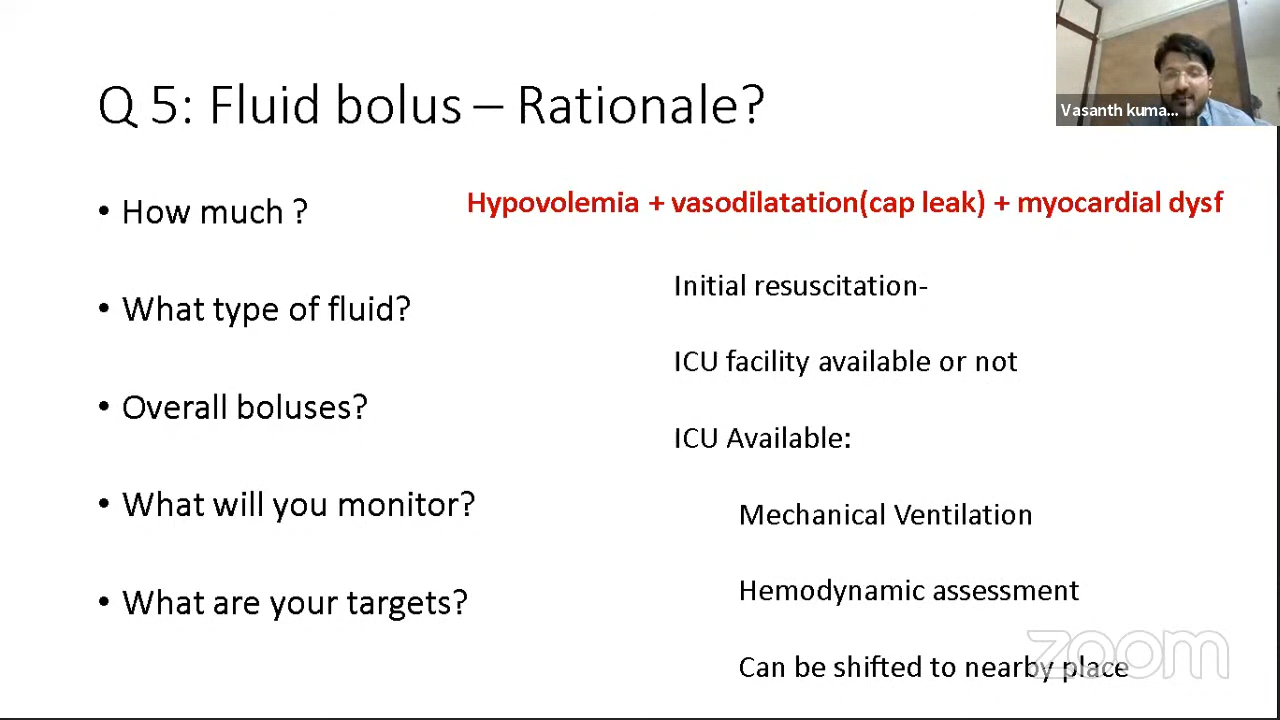 Q 5: Fluid bolus – Rationale?
Vasanth kuma...
• How much ?
Hypovolemia + vasodilatation(cap leak) + myocardial dysf
Initial resuscitation-
• What type of fluid?
ICU facility available or not
• Overall boluses?
ICU Available:
• What will you monitor?
Mechanical Ventilation
Hemodynamic assessment
• What are your targets?
Can be shifted to nearby place
zoom